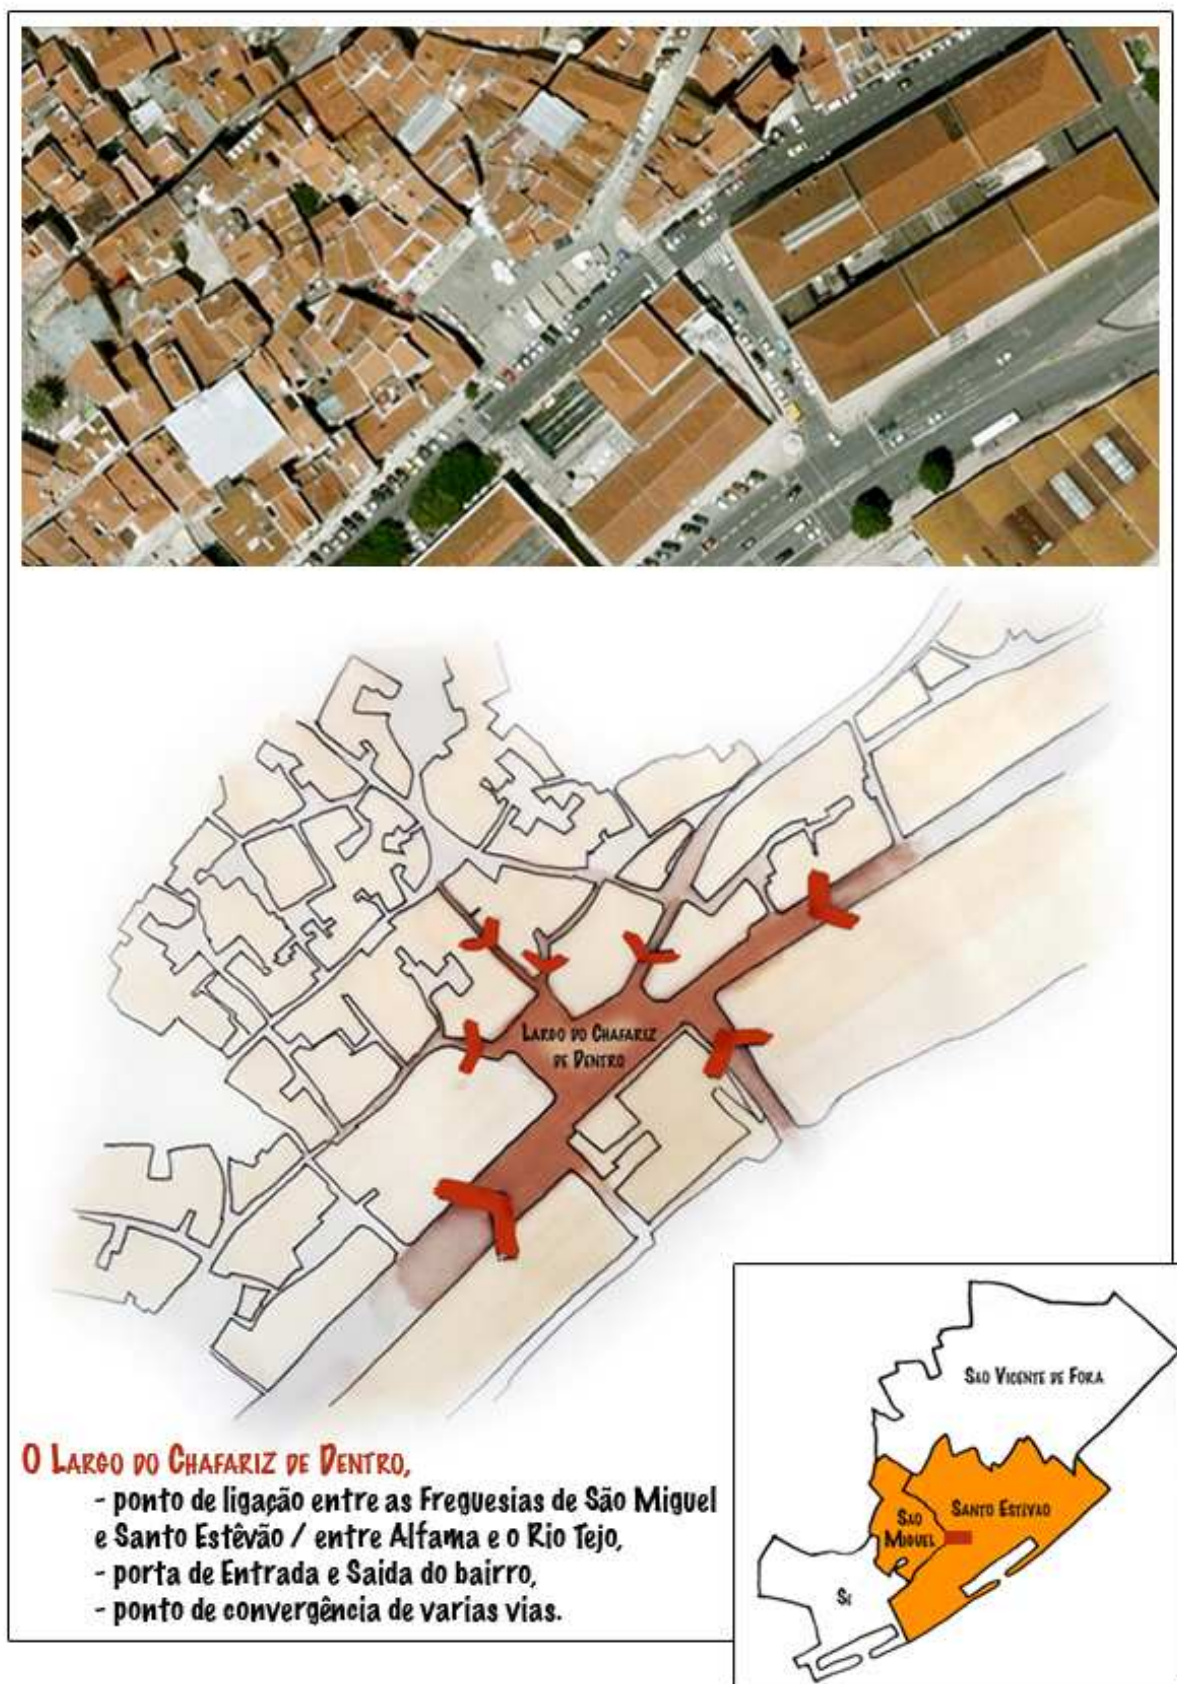 LARGO DO CHAFARIZ
DE DENTRO
O LARGO DO CHAFARIZ DE DENTRO,
- ponto de ligação entre as Freguesias de São Miguel
e Santo Estêvão / entre Alfama e o Rio Tejo,
- porta de Entrada e Saida do bairro,
- ponto de convergência de varias vias.
SÃO VICENTE DE FORA
SANTO ESTÊVÃO
SÃO
MIGUEL
SÉ